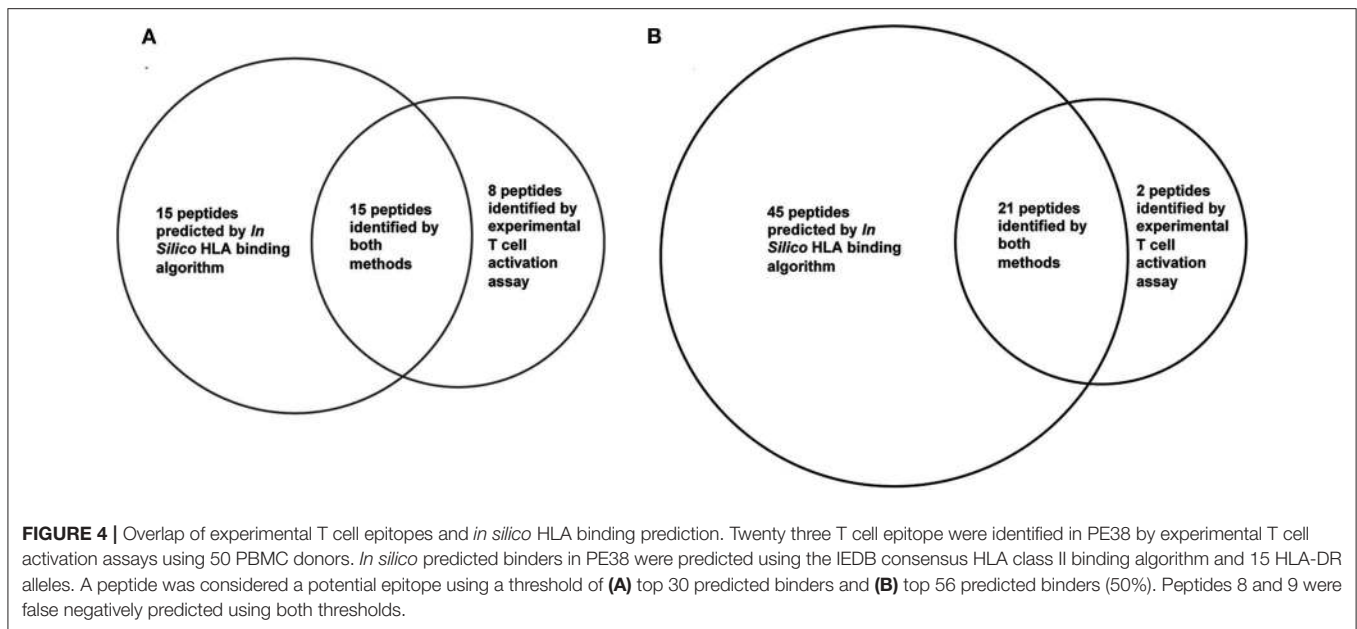 A
B
15 peptides
predicted by In
Silico HLA binding
algorithm
15 peptides
identified by
both
methods
8 peptides
identified by
experimental
T cell
activation
assay
45 peptides
predicted by In
Silico HLA binding
algorithm
21 peptides
identified by
both
methods
2 peptides
identified by
experimental
T cell
activation
assay
FIGURE 4 | Overlap of experimental T cell epitopes and in silico HLA binding prediction. Twenty three T cell epitope were identified in PE38 by experimental T cell
activation assays using 50 PBMC donors. In silico predicted binders in PE38 were predicted using the IEDB consensus HLA class II binding algorithm and 15 HLA-DR
alleles. A peptide was considered a potential epitope using a threshold of (A) top 30 predicted binders and (B) top 56 predicted binders (50%). Peptides 8 and 9 were
false negatively predicted using both thresholds.